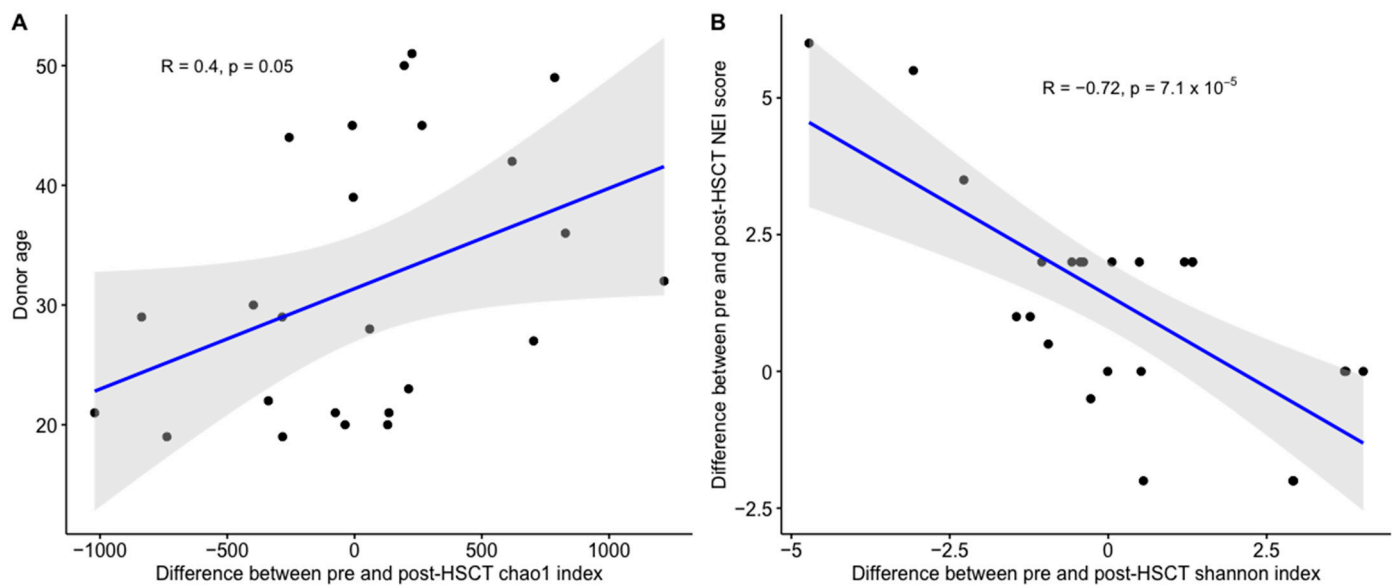 A
R = 0.4, p = 0.05
50
40
30
20
Donor age
−1000
−500
0
500
1000
Difference between pre and post-HSCT chao1 index
B
R = −0.72, p = 7.1 x 10⁻⁵
5
2.5
0
−2.5
Difference between pre and post-HSCT NEI score
−5
−2.5
0
2.5
Difference between pre and post-HSCT shannon index